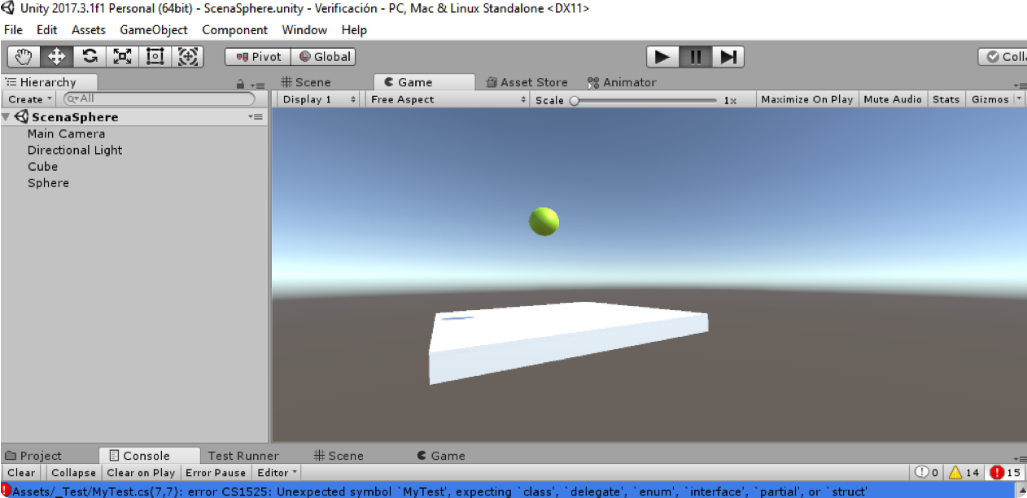 Unity 2017.3.1f1 Personal (64bit) - ScenaSphere.unity - Verificación - PC, Mac & Linux Standalone <DX11>
File Edit Assets GameObject Component Window Help
Pivot Global Colla
Hierarchy # Scene Game Asset Store Animator
Create All Display 1 Free Aspect Scale 1x Maximize On Play Mute Audio Stats Gizmos
ScenaSphere
Main Camera
Directional Light
Cube
Sphere
Project Console Test Runner # Scene Game
Clear Collapse Clear on Play Error Pause Editor 0 14 15
Assets/_Test/MyTest.cs(7,7): error CS1525: Unexpected symbol `MyTest', expecting `class', `delegate', `enum', `interface', `partial', or `struct'